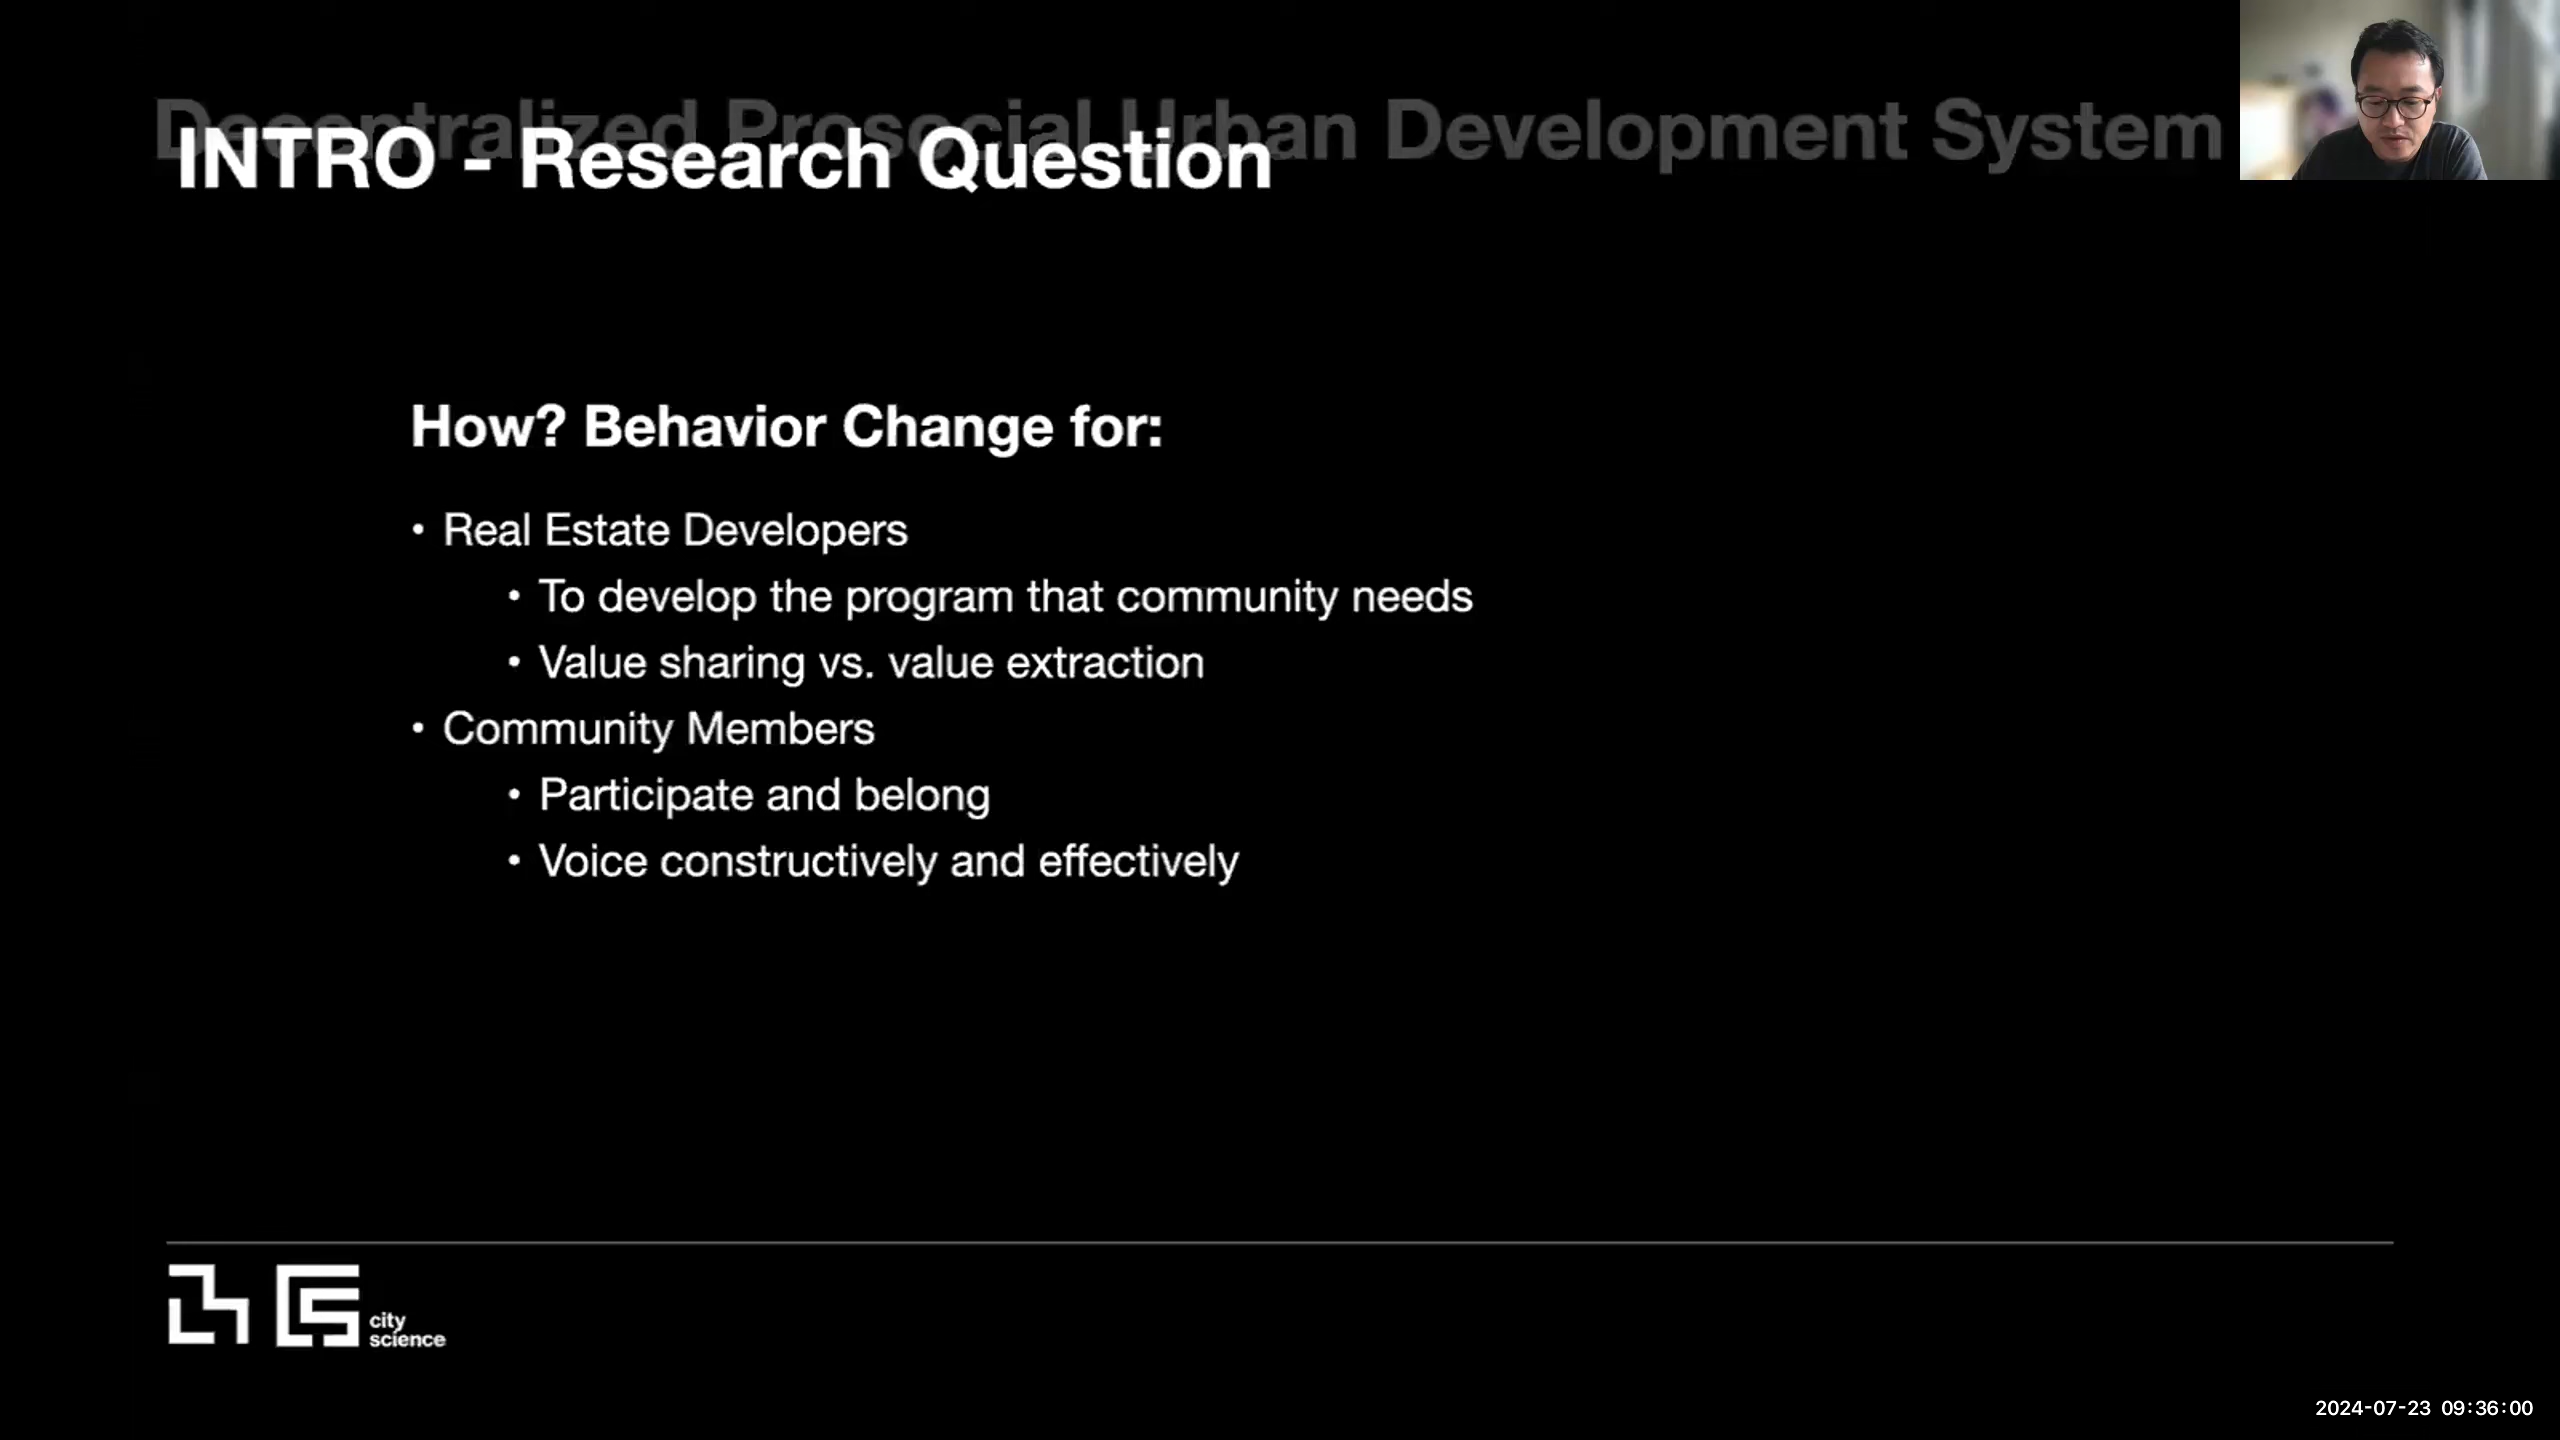 Decentralized Prosocial Urban Development System
INTRO - Research Question
How? Behavior Change for:
• Real Estate Developers
• To develop the program that community needs
• Value sharing vs. value extraction
• Community Members
• Participate and belong
• Voice constructively and effectively
city
science
2024-07-23 09:36:00